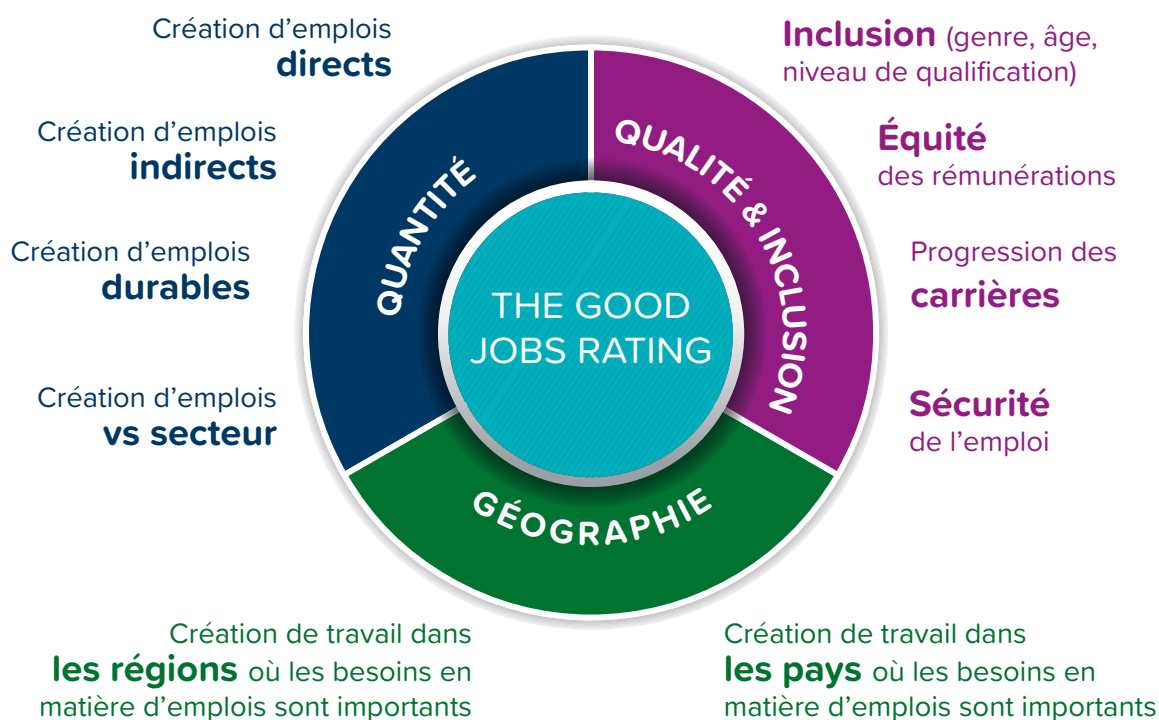 Création d'emplois
directs
Création d'emplois
indirects
Création d'emplois
durables
Création d'emplois
vs secteur
QUANTITÉ
THE GOOD
JOBS RATING
QUALITÉ & INCLUSION
Inclusion (genre, âge,
niveau de qualification)
Équité
des rémunérations
Progression des
carrières
Sécurité
de l'emploi
GÉOGRAPHIE
Création de travail dans
les régions où les besoins en
matière d'emplois sont importants
Création de travail dans
les pays où les besoins en
matière d'emplois sont importants